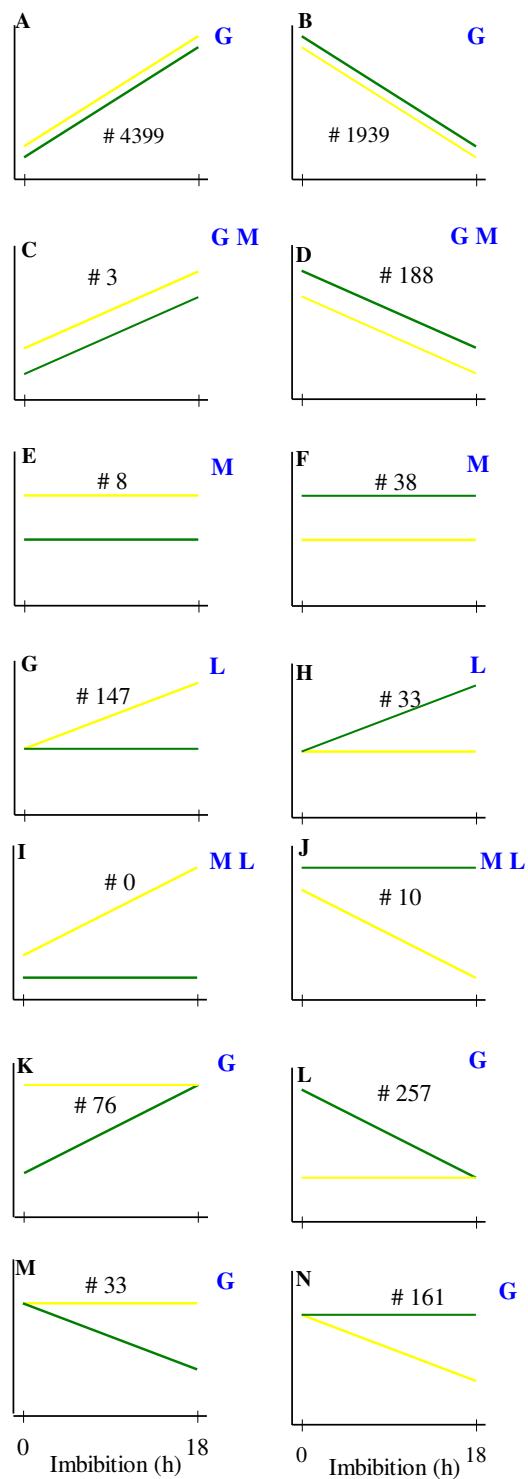 A G
# 4399
B G
# 1939
C G M
# 3
D G M
# 188
E M
# 8
F M
# 38
G L
# 147
H L
# 33
I M L
# 0
J M L
# 10
K G
# 76
L G
# 257
M G
# 33
N G
# 161
0 18
Imbibition (h)
0 18
Imbibition (h)